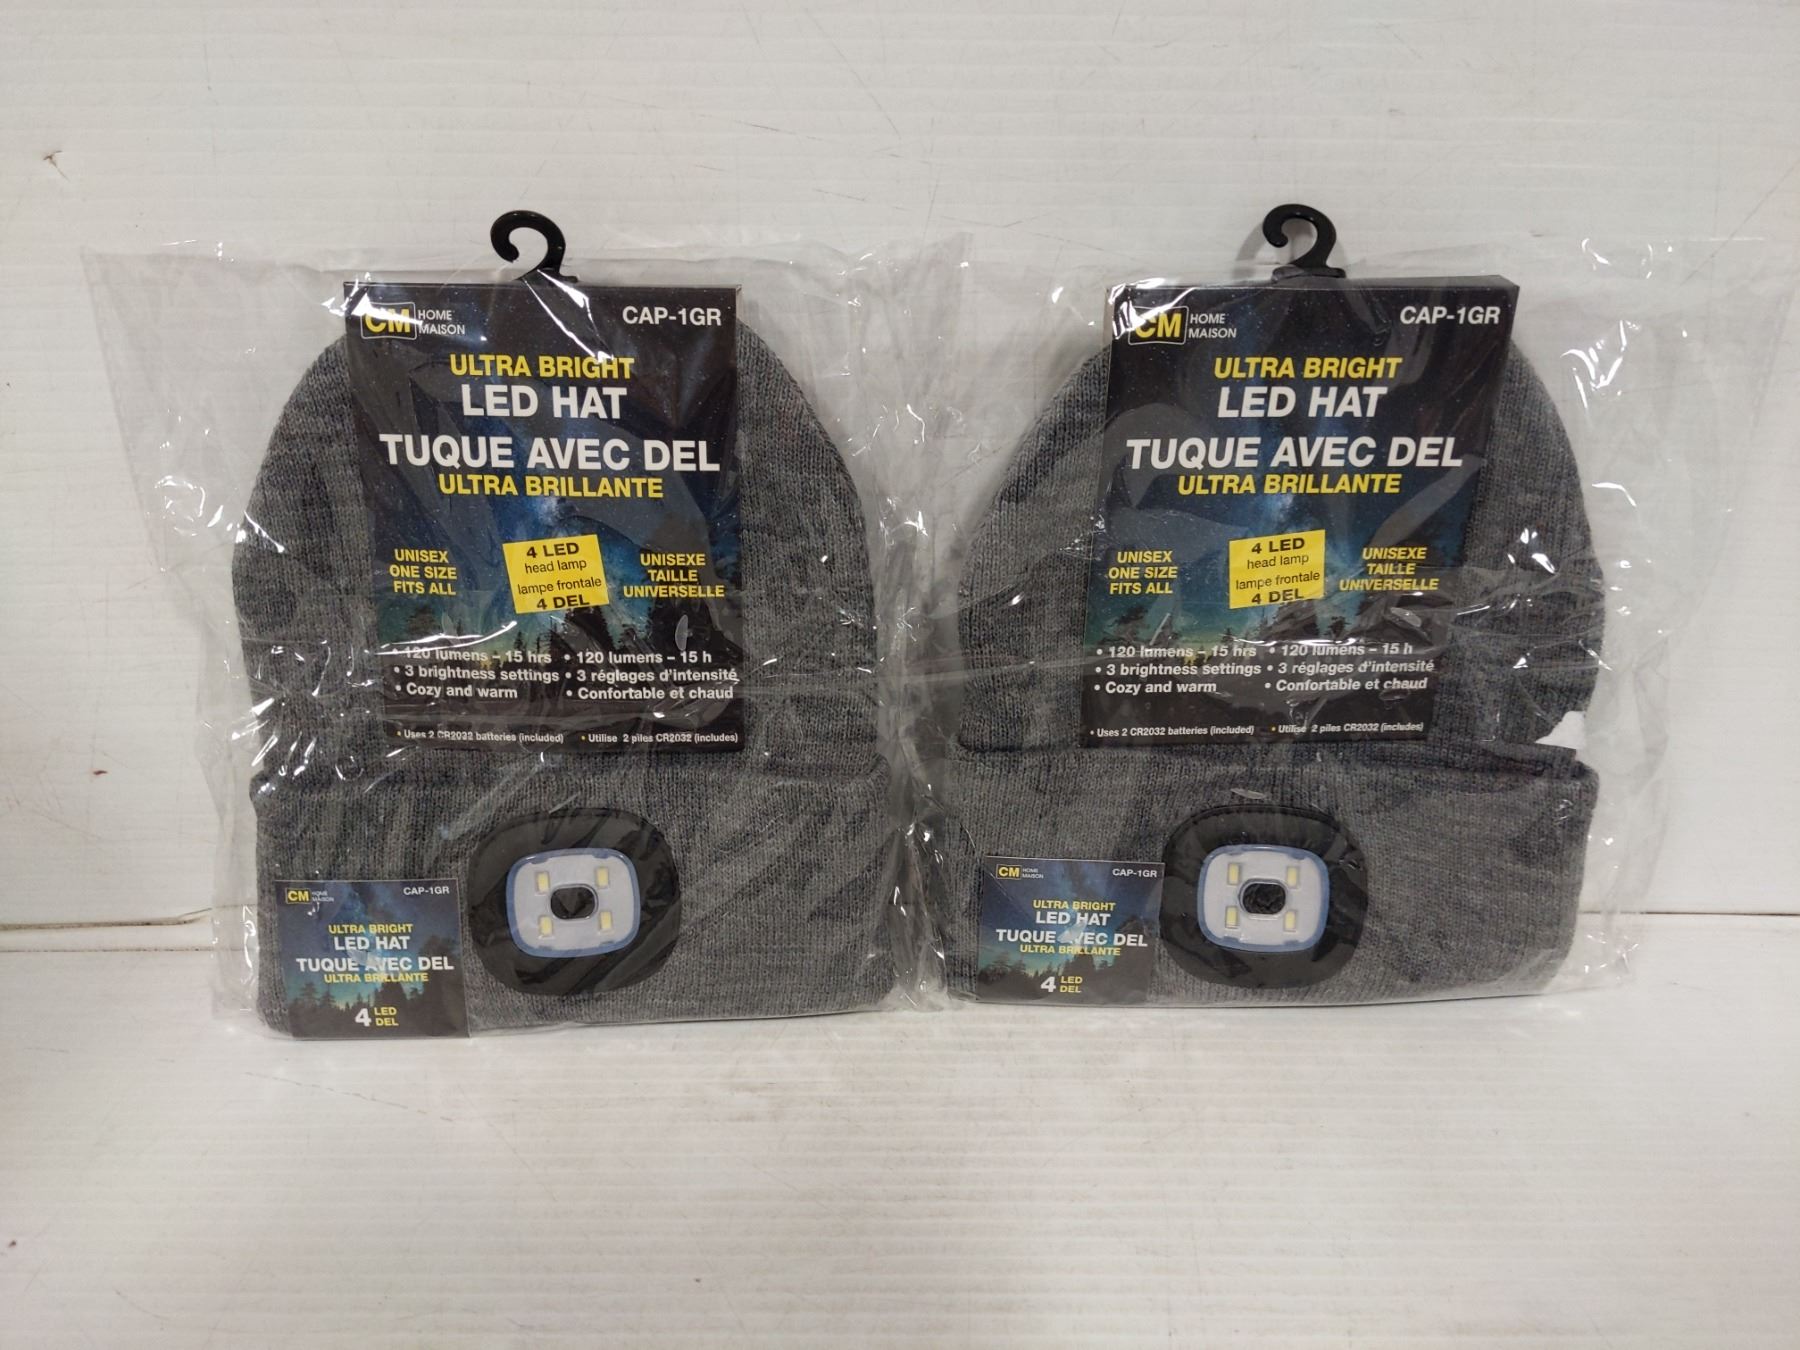 CM HOME
MAISON
CAP-1GR
ULTRA BRIGHT
LED HAT
TUQUE AVEC DEL
ULTRA BRILLANTE
UNISEX
ONE SIZE
FITS ALL
4 LED
head lamp
lampe frontale
4 DEL
UNISEXE
TAILLE
UNIVERSELLE
• 120 lumens – 15 hrs
• 3 brightness settings
• Cozy and warm
• 120 lumens – 15 h
• 3 réglages d'intensité
• Confortable et chaud
• Uses 2 CR2032 batteries (included)
• Utilise 2 piles CR2032 (includes)
CM HOME
MAISON
CAP-1GR
ULTRA BRIGHT
LED HAT
TUQUE AVEC DEL
ULTRA BRILLANTE
4 LED
DEL
CM HOME
MAISON
CAP-1GR
ULTRA BRIGHT
LED HAT
TUQUE AVEC DEL
ULTRA BRILLANTE
UNISEX
ONE SIZE
FITS ALL
4 LED
head lamp
lampe frontale
4 DEL
UNISEXE
TAILLE
UNIVERSELLE
• 120 lumens – 15 hrs
• 3 brightness settings
• Cozy and warm
• 120 lumens – 15 h
• 3 réglages d'intensité
• Confortable et chaud
• Uses 2 CR2032 batteries (included)
• Utilise 2 piles CR2032 (includes)
CM HOME
MAISON
CAP-1GR
ULTRA BRIGHT
LED HAT
TUQUE AVEC DEL
ULTRA BRILLANTE
4 LED
DEL